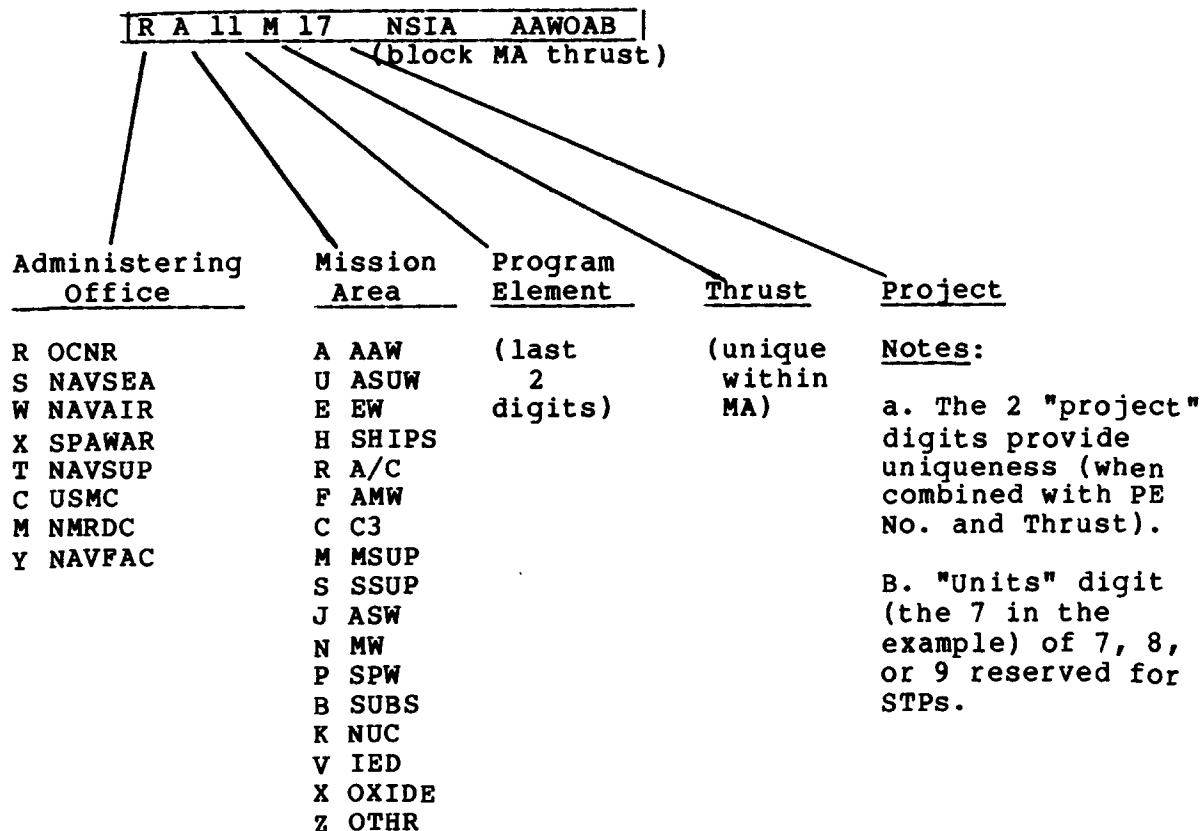 R A 11 M 17 NSIA AAWOAB
(block MA thrust)
Administering
Office
R OCNR
S NAVSEA
W NAVAIR
X SPAWAR
T NAVSUP
C USMC
M NMRDC
Y NAVFAC
Mission
Area
A AAW
U ASUW
E EW
H SHIPS
R A/C
F AMW
C C3
M MSUP
S SSUP
J ASW
N MW
P SPW
B SUBS
K NUC
V IED
X OXIDE
Z OTHR
Program
Element
(last
2
digits)
Thrust
(unique
within
MA)
Project
Notes:
a. The 2 "project"
digits provide
uniqueness (when
combined with PE
No. and Thrust).
B. "Units" digit
(the 7 in the
example) of 7, 8,
or 9 reserved for
STPs.